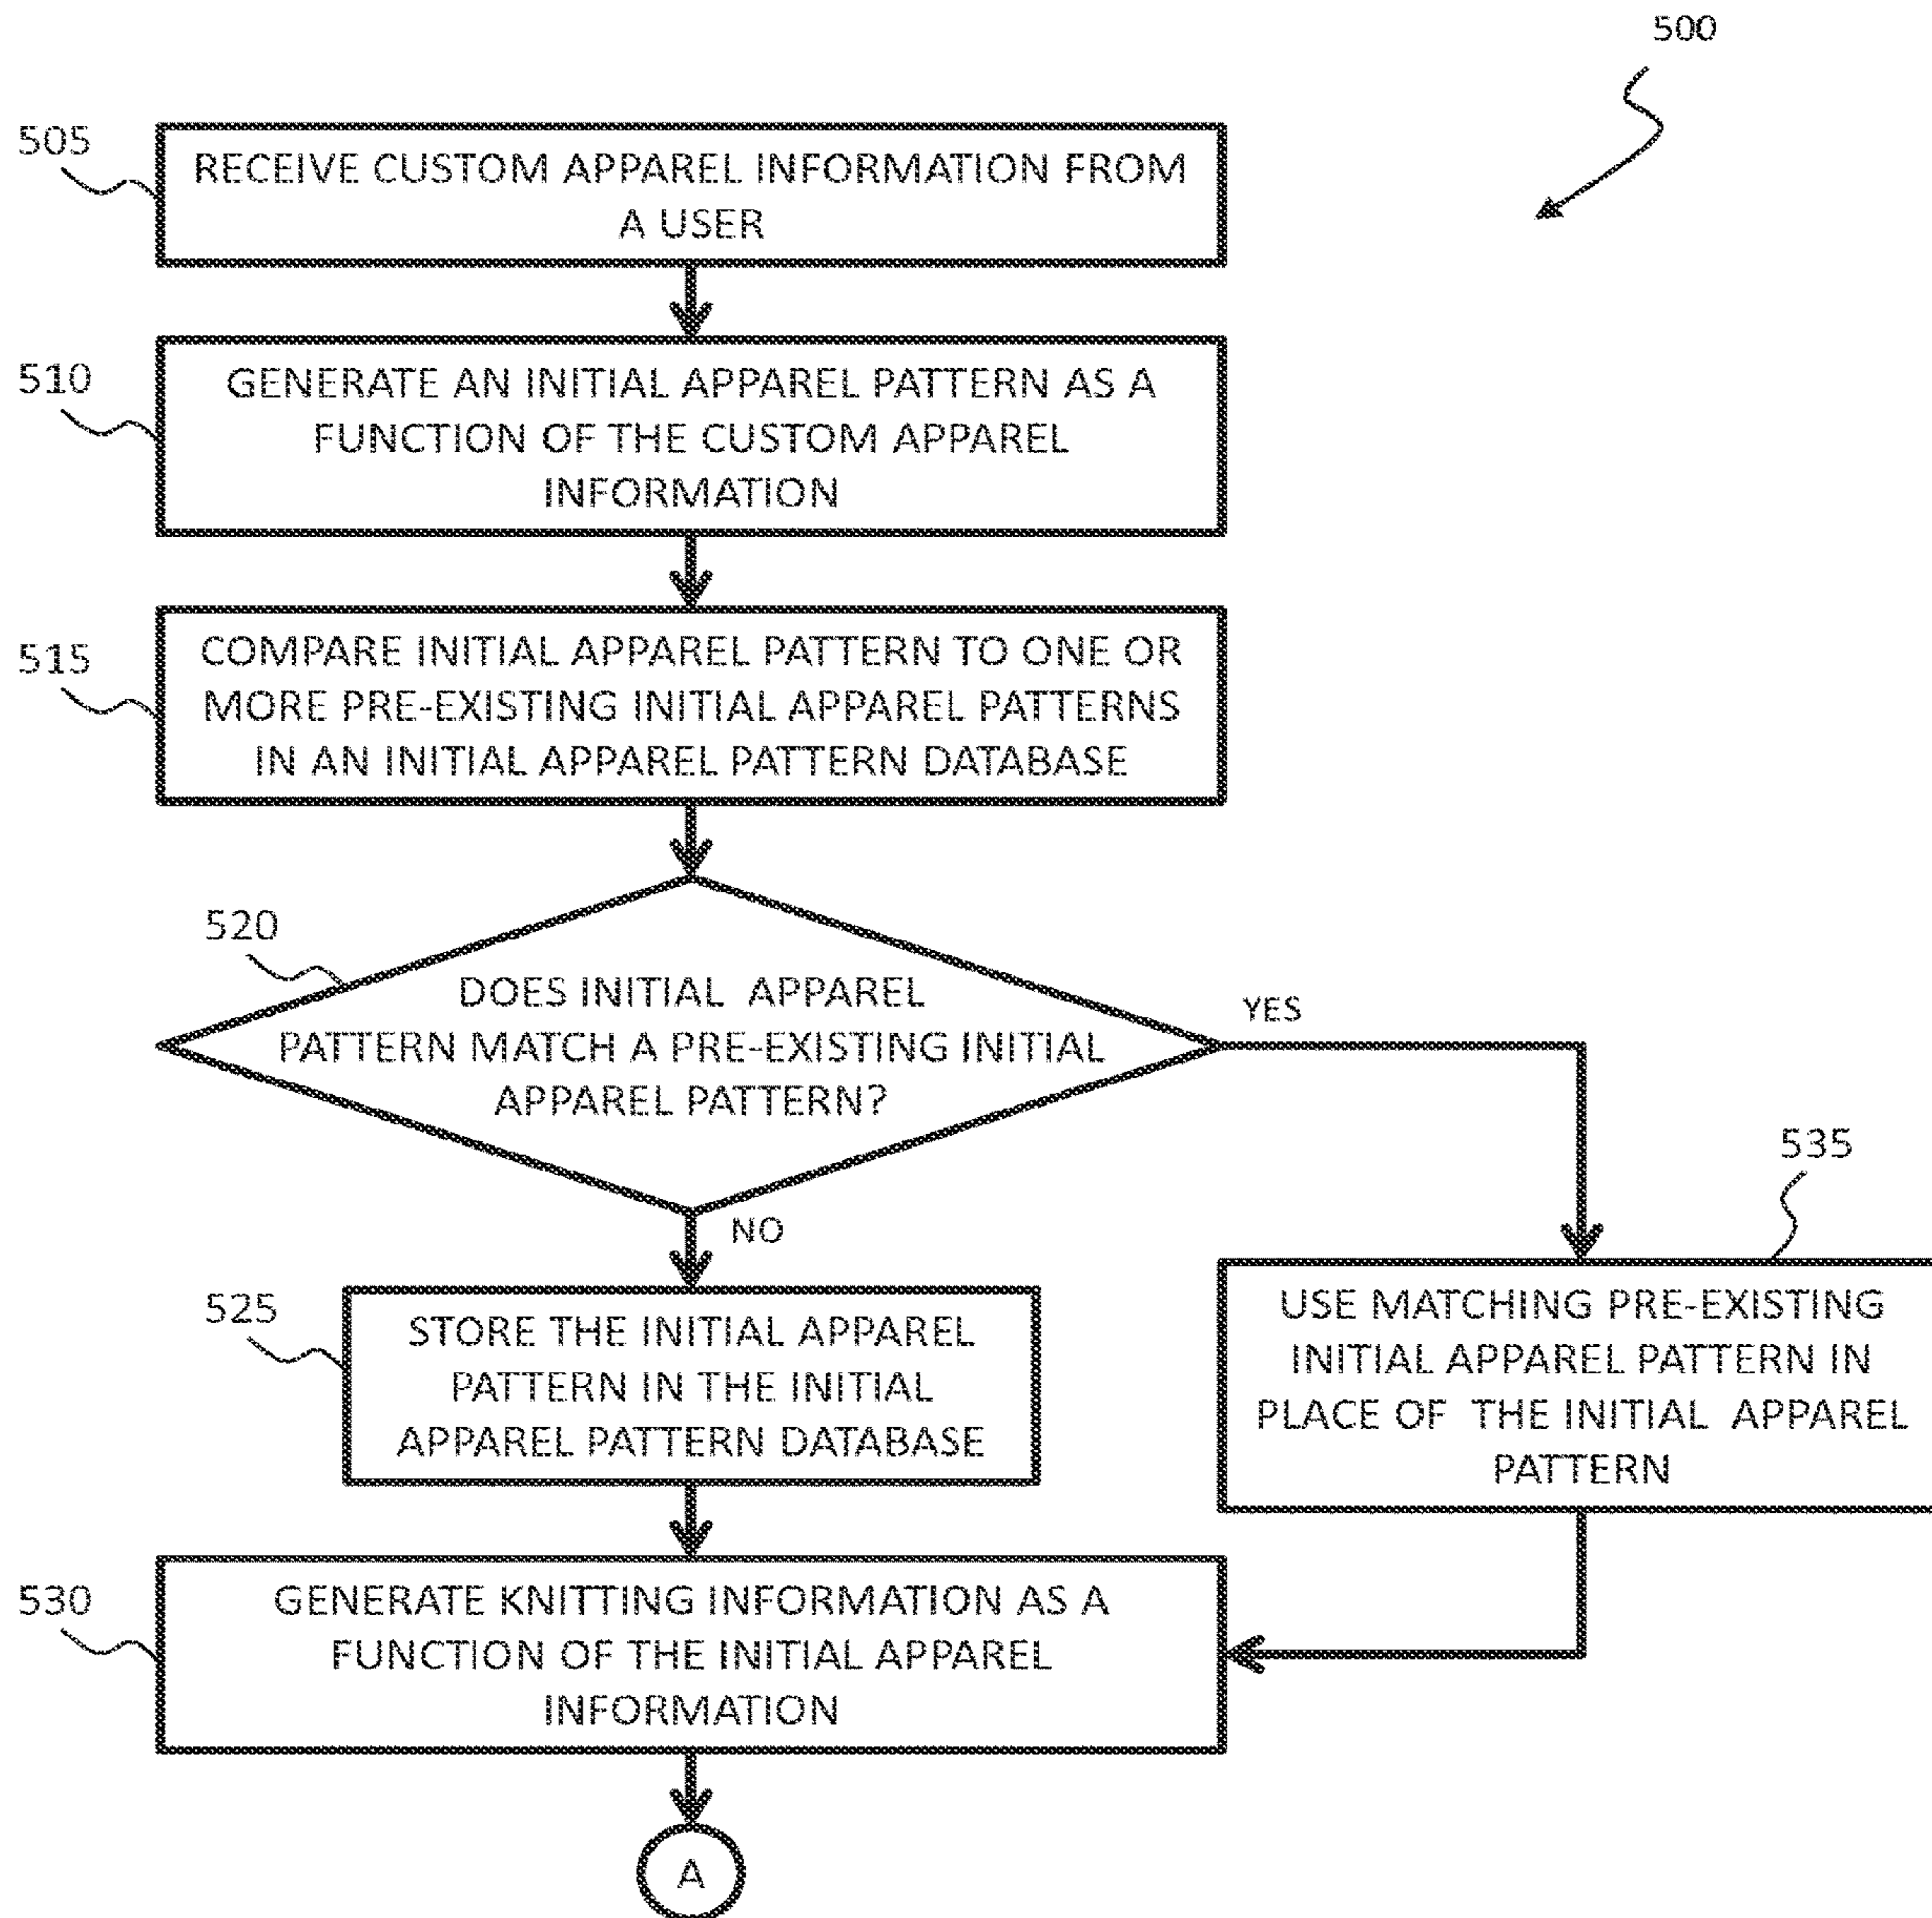 500
505
RECEIVE CUSTOM APPAREL INFORMATION FROM
A USER
510
GENERATE AN INITIAL APPAREL PATTERN AS A
FUNCTION OF THE CUSTOM APPAREL
INFORMATION
515
COMPARE INITIAL APPAREL PATTERN TO ONE OR
MORE PRE-EXISTING INITIAL APPAREL PATTERNS
IN AN INITIAL APPAREL PATTERN DATABASE
520
DOES INITIAL APPAREL
PATTERN MATCH A PRE-EXISTING INITIAL
APPAREL PATTERN?
YES
NO
535
USE MATCHING PRE-EXISTING
INITIAL APPAREL PATTERN IN
PLACE OF THE INITIAL APPAREL
PATTERN
525
STORE THE INITIAL APPAREL
PATTERN IN THE INITIAL
APPAREL PATTERN DATABASE
530
GENERATE KNITTING INFORMATION AS A
FUNCTION OF THE INITIAL APPAREL
INFORMATION
A